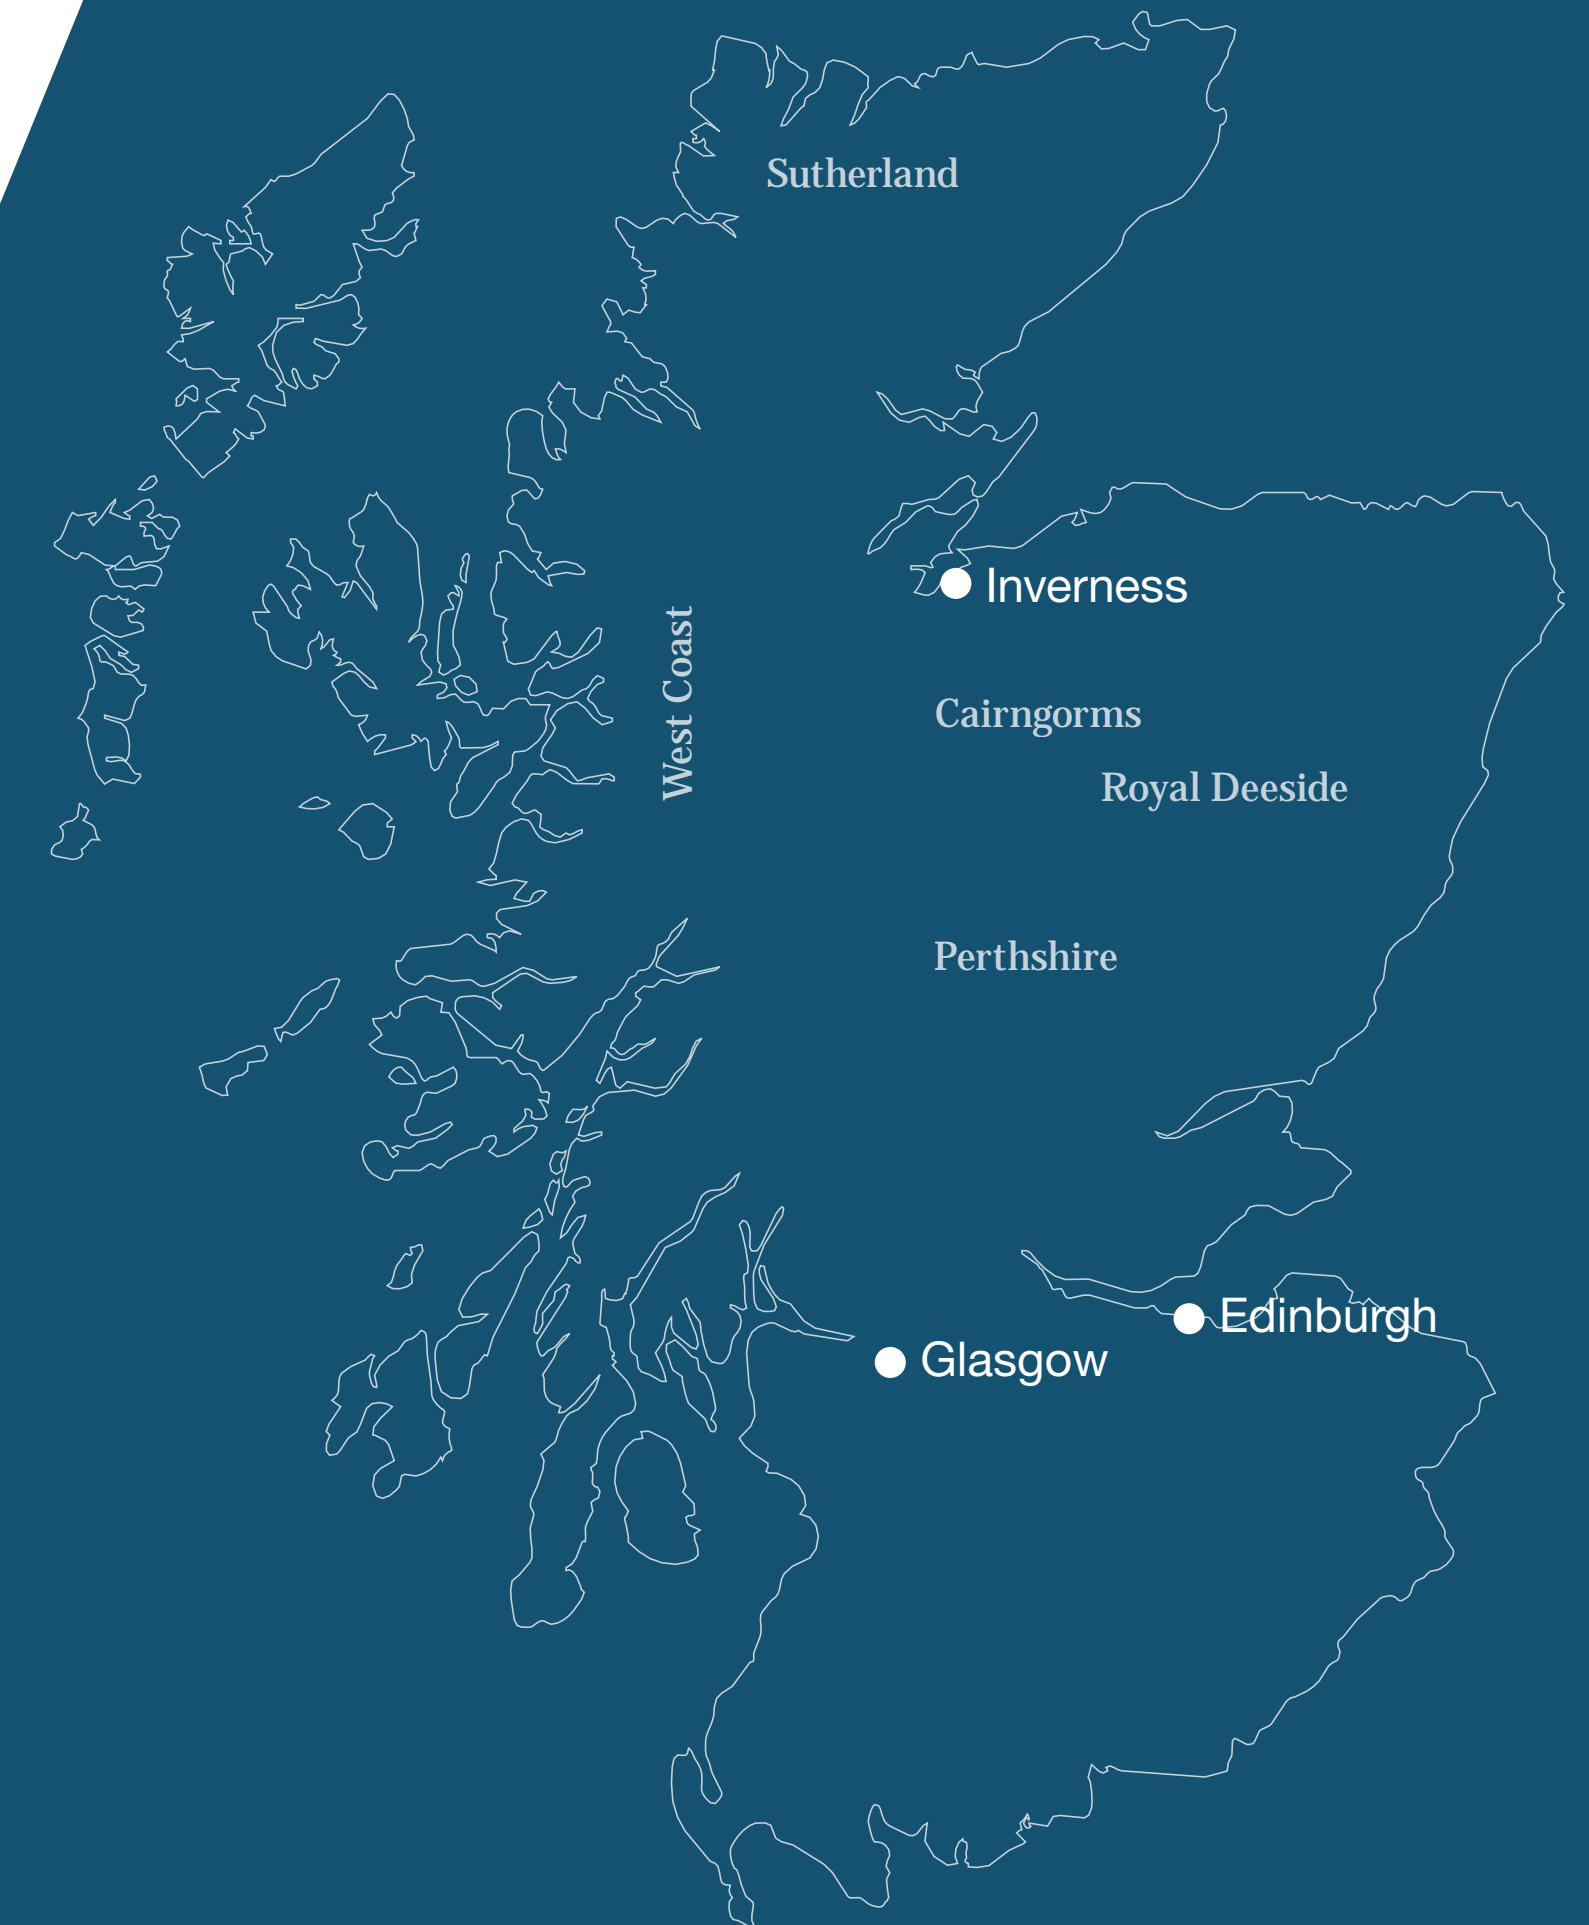 Sutherland
Inverness
West Coast
Cairngorms
Royal Deeside
Perthshire
Edinburgh
Glasgow